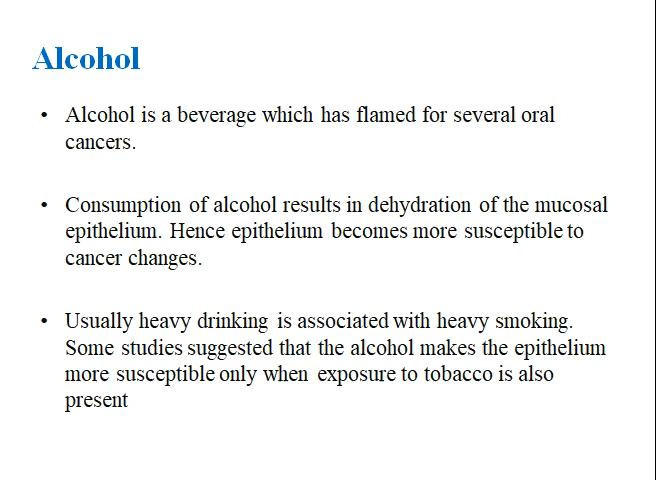 Alcohol
• Alcohol is a beverage which has flamed for several oral
cancers.
• Consumption of alcohol results in dehydration of the mucosal
epithelium. Hence epithelium becomes more susceptible to
cancer changes.
• Usually heavy drinking is associated with heavy smoking.
Some studies suggested that the alcohol makes the epithelium
more susceptible only when exposure to tobacco is also
present